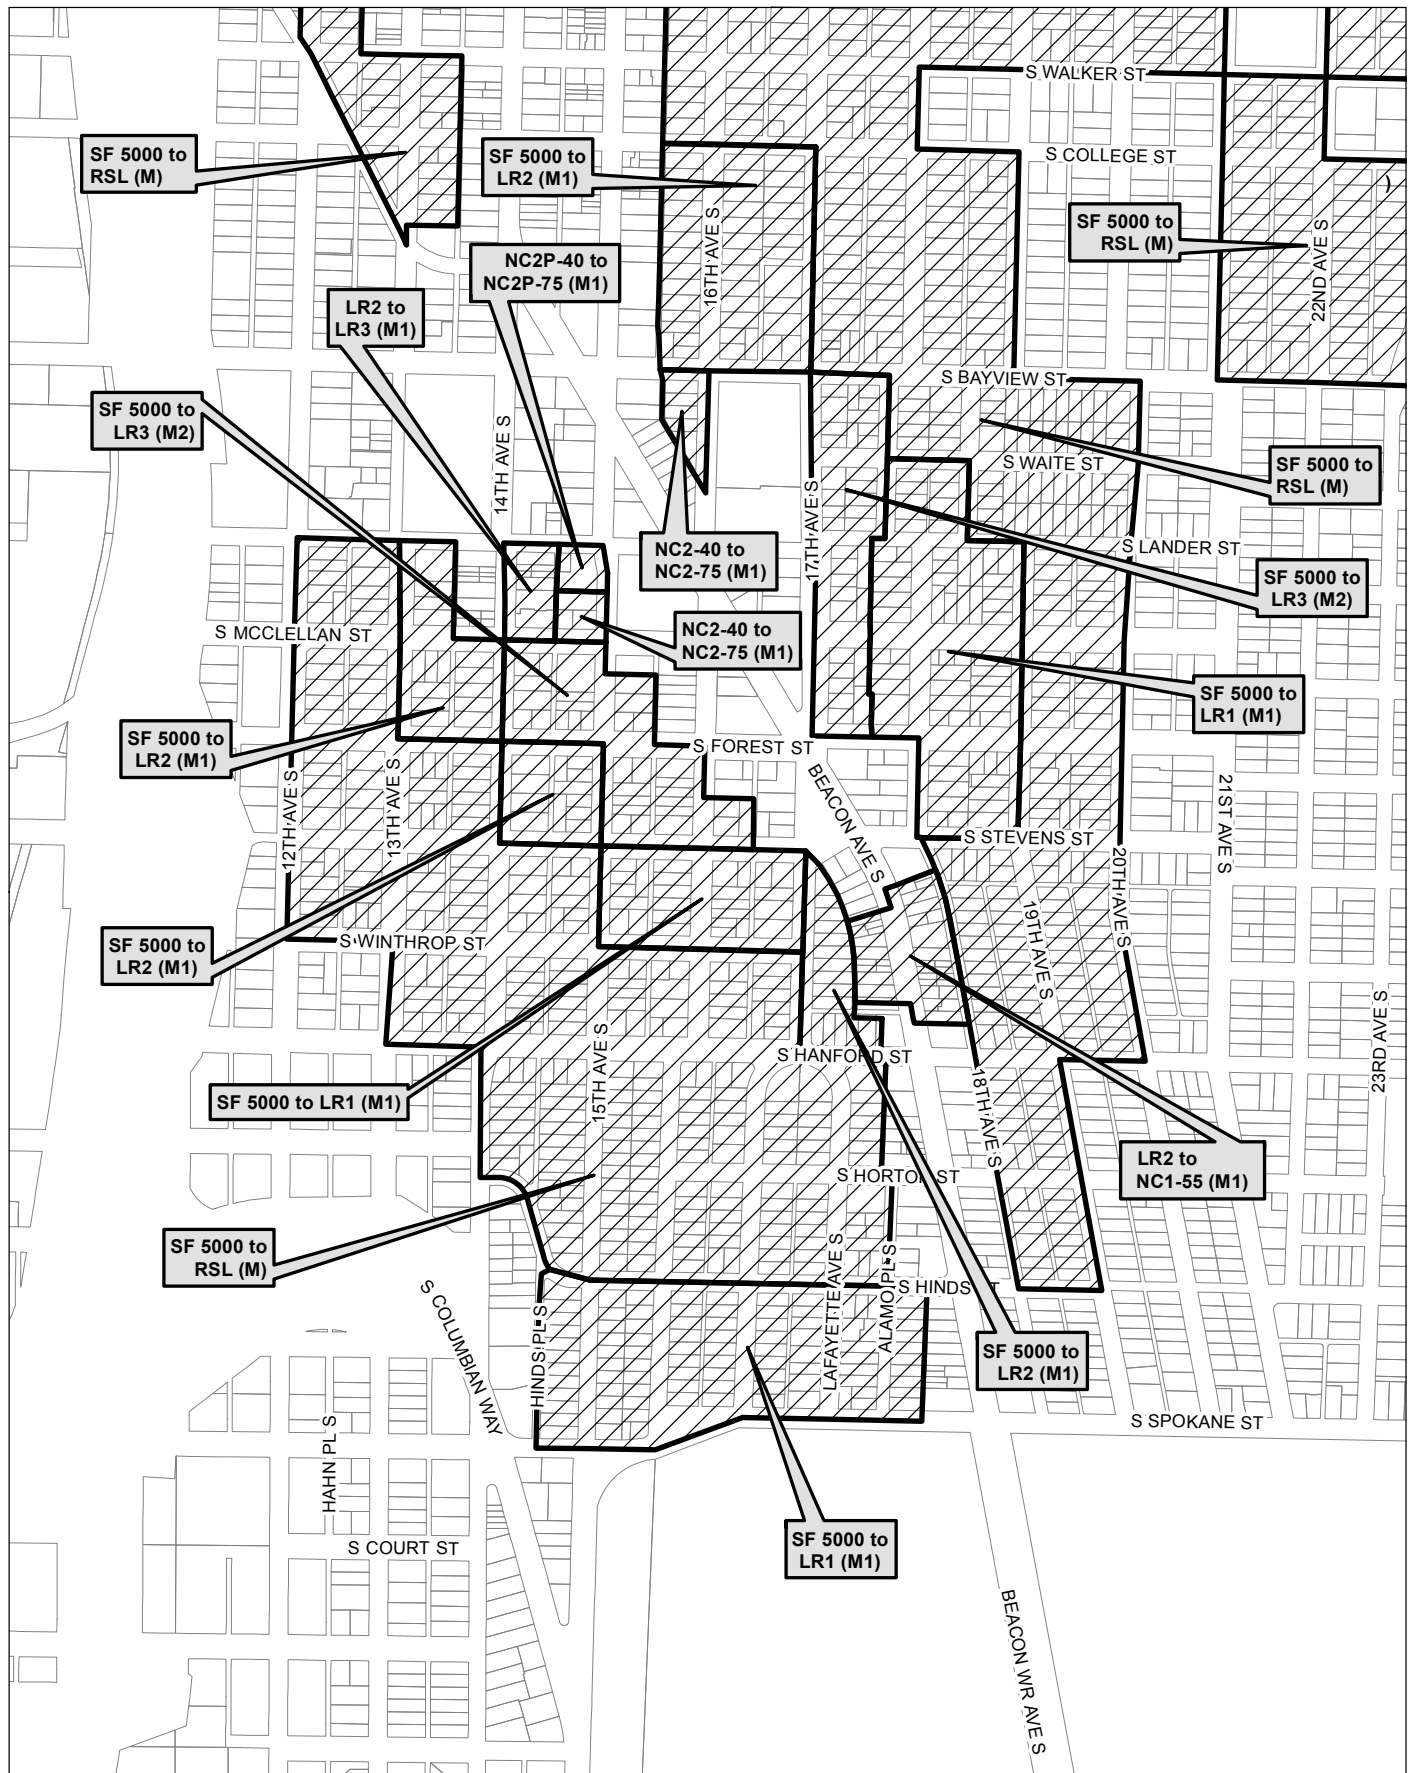 S WALKER ST
SF 5000 to
RSL (M)
SF 5000 to
LR2 (M1)
S COLLEGE ST
)
SF 5000 to
RSL (M)
16TH AVE S
22ND AVE S
NC2P-40 to
NC2P-75 (M1)
LR2 to
LR3 (M1)
S BAYVIEW ST
SF 5000 to
LR3 (M2)
14TH AVE S
S WAITE ST
SF 5000 to
RSL (M)
17TH AVE S
NC2-40 to
NC2-75 (M1)
S LANDER ST
SF 5000 to
LR3 (M2)
S MCCLELLAN ST
NC2-40 to
NC2-75 (M1)
SF 5000 to
LR1 (M1)
SF 5000 to
LR2 (M1)
S FOREST ST
12TH AVE S
13TH AVE S
BEACON AVE S
21ST AVE S
S STEVENS ST
20TH AVE S
19TH AVE S
SF 5000 to
LR2 (M1)
S WINTHROP ST
15TH AVE S
S HANFORD ST
23RD AVE S
SF 5000 to LR1 (M1)
18TH AVE S
LR2 to
NC1-55 (M1)
S HORTON ST
SF 5000 to
RSL (M)
S COLUMBIAN WAY
HINDS PL S
LAFAYETTE AVE S
ALAMO PL S
S HINDS ST
SF 5000 to
LR2 (M1)
S SPOKANE ST
HAHN PL S
SF 5000 to
LR1 (M1)
S COURT ST
BEACON WR AVE S